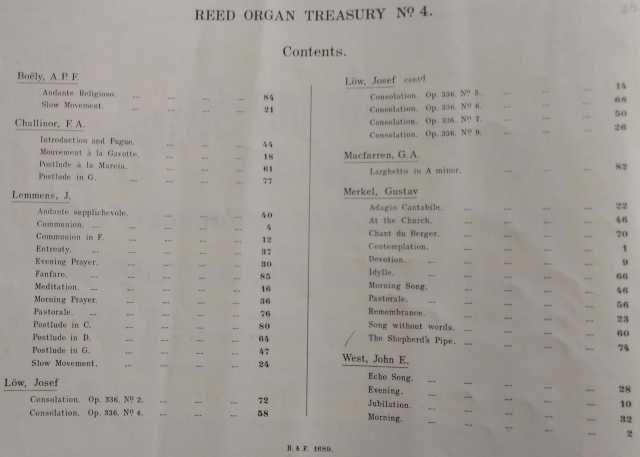 REED ORGAN TREASURY Nº 4.
Contents.
Boëly, A.P.F.
Andante Religioso. ... ... ... ... 84
Slow Movement. ... ... ... ... 21
Challinor, F.A.
Introduction and Fugue. ... ... ... 44
Mouvement à la Gavotte. ... ... ... 18
Postlude à la Marcia. ... ... ... 61
Postlude in G. ... ... ... ... 77
Lemmens, J.
Andante supplichevole. ... ... ... 40
Communion. ... ... ... ... 4
Communion in F. ... ... ... ... 12
Entreaty. ... ... ... ... 37
Evening Prayer. ... ... ... ... 30
Fanfare. ... ... ... ... 85
Meditation. ... ... ... ... 16
Morning Prayer. ... ... ... ... 36
Pastorale. ... ... ... ... 76
Postlude in C. ... ... ... ... 80
Postlude in D. ... ... ... ... 64
Postlude in G. ... ... ... ... 47
Slow Movement. ... ... ... ... 24
Löw, Josef
Consolation. Op. 336. Nº 2. ... ... ... 72
Consolation. Op. 336. Nº 4. ... ... ... 58
Löw, Josef cont'd
Consolation. Op. 336. Nº 5. ... ... ... 14
Consolation. Op. 336. Nº 6. ... ... ... 68
Consolation. Op. 336. Nº 7. ... ... ... 50
Consolation. Op. 336. Nº 9. ... ... ... 26
Macfarren, G.A.
Larghetto in A minor. ... ... ... 82
Merkel, Gustav
Adagio Cantabile. ... ... ... 22
At the Church. ... ... ... ... 46
Chant du Berger. ... ... ... ... 70
Contemplation. ... ... ... ... 1
Devotion. ... ... ... ... 9
Idylle. ... ... ... ... 66
Morning Song. ... ... ... ... 46
Pastorale. ... ... ... ... 56
Remembrance. ... ... ... ... 23
Song without words. ... ... ... 60
The Shepherd's Pipe. ... ... ... 74
West, John E.
Echo Song. ... ... ... ... 28
Evening. ... ... ... ... 10
Jubilation. ... ... ... ... 32
Morning. ... ... ... ... 2
B. & F. 1680.